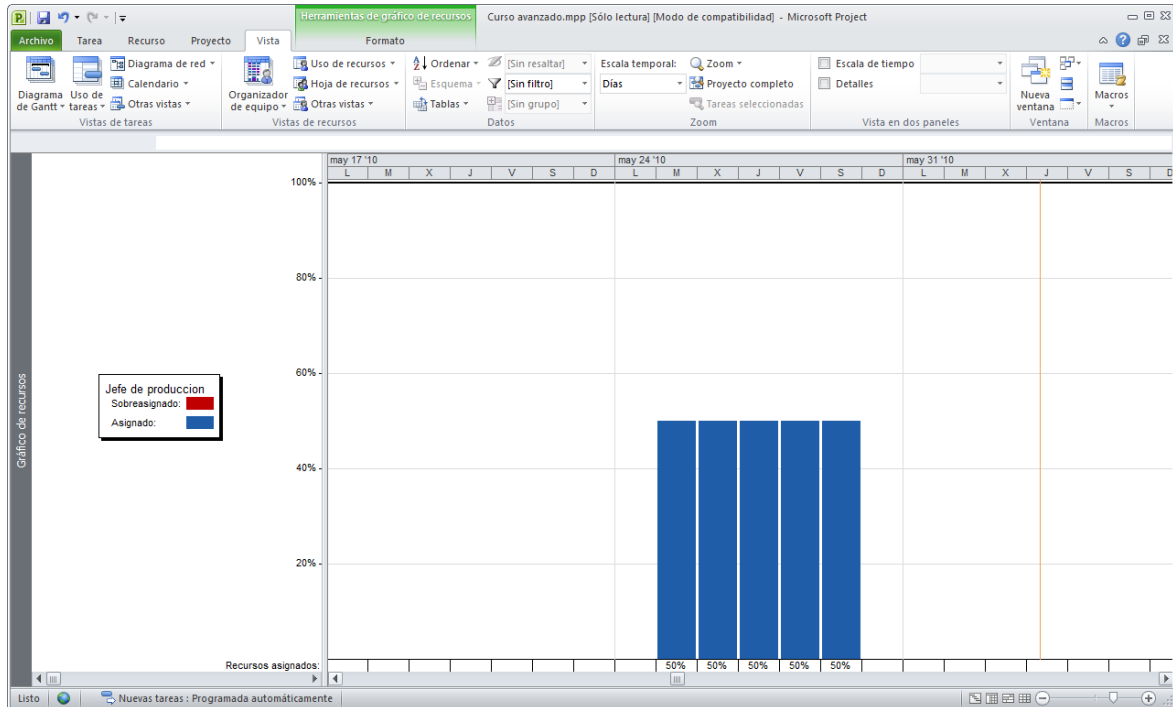 Herramientas de gráfico de recursos Curso avanzado.mpp [Sólo lectura] [Modo de compatibilidad] - Microsoft Project
Archivo Tarea Recurso Proyecto Vista Formato
Diagrama de Gantt
Uso de tareas
Diagrama de red
Calendario
Otras vistas
Vistas de tareas
Organizador de equipo
Uso de recursos
Hoja de recursos
Otras vistas
Vistas de recursos
Ordenar
Esquema
Tablas
[Sin resaltar]
[Sin filtro]
[Sin grupo]
Datos
Escala temporal:
Días
Zoom
Proyecto completo
Tareas seleccionadas
Zoom
Escala de tiempo
Detalles
Vista en dos paneles
Nueva ventana
Ventana
Macros
Macros
may 17 '10 may 24 '10 may 31 '10
L M X J V S D L M X J V S D L M X J V S D
100%
80%
60%
40%
20%
Gráfico de recursos
Jefe de produccion
Sobreasignado:
Asignado:
Recursos asignados: 50% 50% 50% 50% 50%
Listo Nuevas tareas : Programada automáticamente